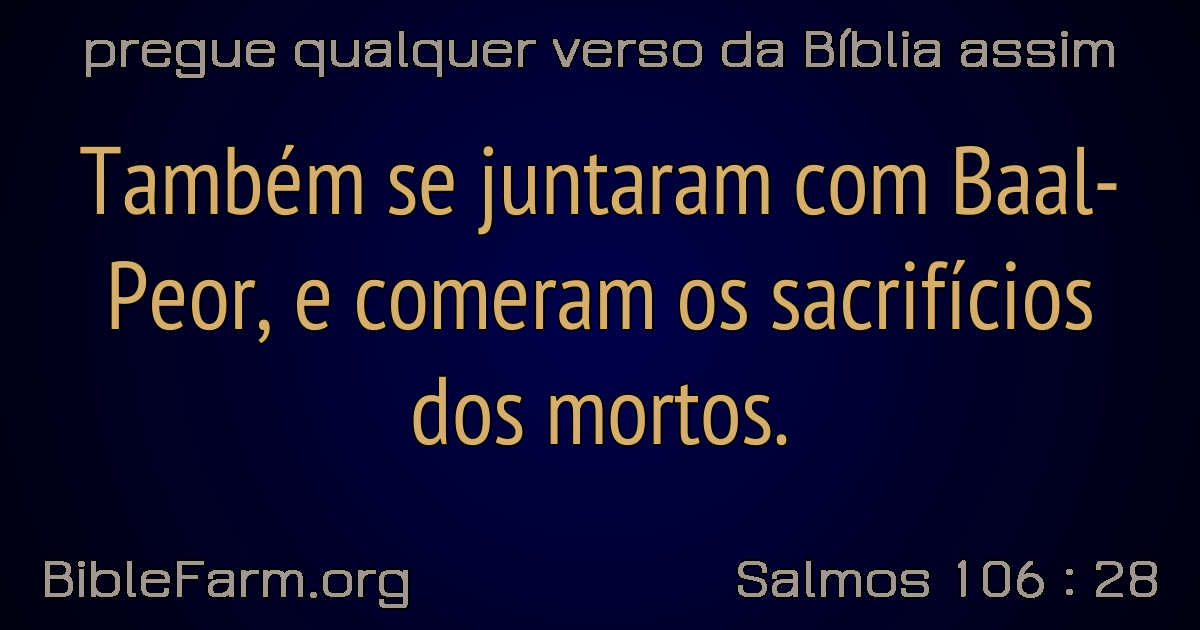 pregue qualquer verso da Bíblia assim
Também se juntaram com Baal-
Peor, e comeram os sacrifícios
dos mortos.
BibleFarm.org
Salmos 106 : 28